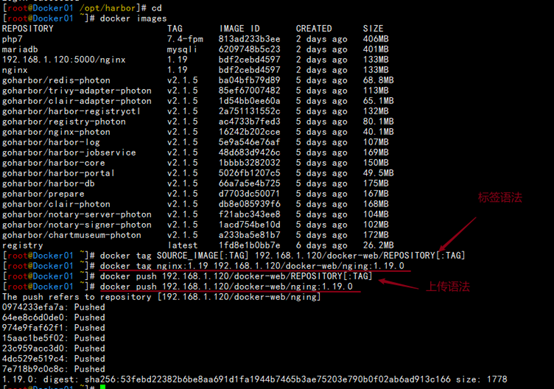 [root@Docker01 /opt/harbor]# cd
[root@Docker01 ~]# docker images
REPOSITORY TAG IMAGE ID CREATED SIZE
php7 7.4-fpm 813ad233b3ee 2 days ago 406MB
mariadb mysqli 6209748b5c23 2 days ago 401MB
192.168.1.120:5000/nginx 1.19 bdf2cebd4597 2 days ago 133MB
nginx 1.19 bdf2cebd4597 2 days ago 133MB
goharbor/redis-photon v2.1.5 ba04bfb79d89 5 days ago 68.8MB
goharbor/trivy-adapter-photon v2.1.5 85ef67007482 5 days ago 113MB
goharbor/clair-adapter-photon v2.1.5 1d54bb0ee60a 5 days ago 65.1MB
goharbor/harbor-registryctl v2.1.5 2a751131552c 5 days ago 132MB
goharbor/registry-photon v2.1.5 ac4733b7fed3 5 days ago 80.1MB
goharbor/nginx-photon v2.1.5 16242b202cce 5 days ago 40.1MB
goharbor/harbor-log v2.1.5 5e9a546e76af 5 days ago 107MB
goharbor/harbor-jobservice v2.1.5 48d683d9426c 5 days ago 169MB
goharbor/harbor-core v2.1.5 1bbbb3282032 5 days ago 150MB
goharbor/harbor-portal v2.1.5 5026fb1207c5 5 days ago 49.5MB
goharbor/harbor-db v2.1.5 66a7a5e4b725 5 days ago 175MB
goharbor/prepare v2.1.5 d7703dc50071 5 days ago 167MB
goharbor/clair-photon v2.1.5 db8e085939f6 5 days ago 168MB
goharbor/notary-server-photon v2.1.5 f21abc343ee8 5 days ago 104MB
goharbor/notary-signer-photon v2.1.5 1acd754be10d 5 days ago 102MB
goharbor/chartmuseum-photon v2.1.5 a233ba5e81b7 5 days ago 172MB
registry latest 1fd8e1b0bb7e 6 days ago 26.2MB
标签语法
[root@Docker01 ~]# docker tag SOURCE_IMAGE[:TAG] 192.168.1.120/docker-web/REPOSITORY[:TAG]
[root@Docker01 ~]# docker tag nginx:1.19 192.168.1.120/docker-web/nging:1.19.0
[root@Docker01 ~]# docker push 192.168.1.120/docker-web/REPOSITORY[:TAG]
[root@Docker01 ~]# docker push 192.168.1.120/docker-web/nging:1.19.0
上传语法
The push refers to repository [192.168.1.120/docker-web/nging]
0974233efa7a: Pushed
64ee8c6d0de0: Pushed
974e9faf62f1: Pushed
15aac1be5f02: Pushed
23c959acc3d0: Pushed
4dc529e519c4: Pushed
7e718b9c0c8c: Pushed
1.19.0: digest: sha256:53febd22382b6be8aa691d1fa1944b7465b3ae75203e790b0f02ab6ad913c166 size: 1778
[root@Docker01 ~]#